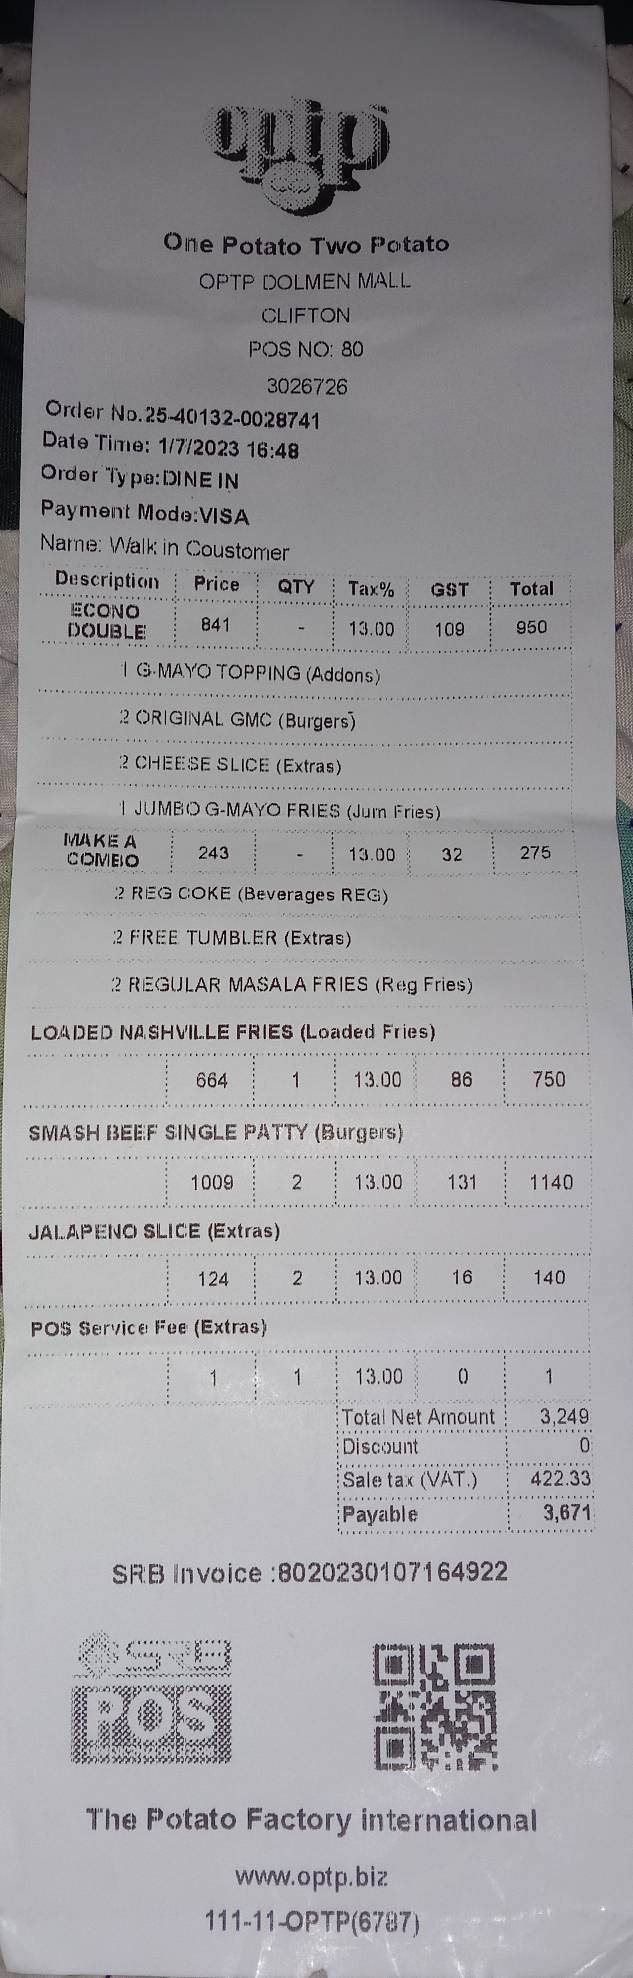 optp
One Potato Two Potato
OPTP DOLMEN MALL
CLIFTON
POS NO: 80
3026726
Order No.25-40132-0028741
Date Time: 1/7/2023 16:48
Order Type:DINE IN
Payment Mode:VISA
Name: Walk in Coustomer
Description Price QTY Tax% GST Total
ECONO DOUBLE 841 - 13.00 109 950
1 G-MAYO TOPPING (Addons)
2 ORIGINAL GMC (Burgers)
2 CHEESE SLICE (Extras)
1 JUMBO G-MAYO FRIES (Jum Fries)
MAKE A COMBO 243 - 13.00 32 275
2 REG COKE (Beverages REG)
2 FREE TUMBLER (Extras)
2 REGULAR MASALA FRIES (Reg Fries)
LOADED NASHVILLE FRIES (Loaded Fries)
664 1 13.00 86 750
SMASH BEEF SINGLE PATTY (Burgers)
1009 2 13.00 131 1140
JALAPENO SLICE (Extras)
124 2 13.00 16 140
POS Service Fee (Extras)
1 1 13.00 0 1
Total Net Amount 3,249
Discount 0
Sale tax (VAT.) 422.33
Payable 3,671
SRB Invoice :8020230107164922
SRB
POS
The Potato Factory international
www.optp.biz
111-11-OPTP(6787)